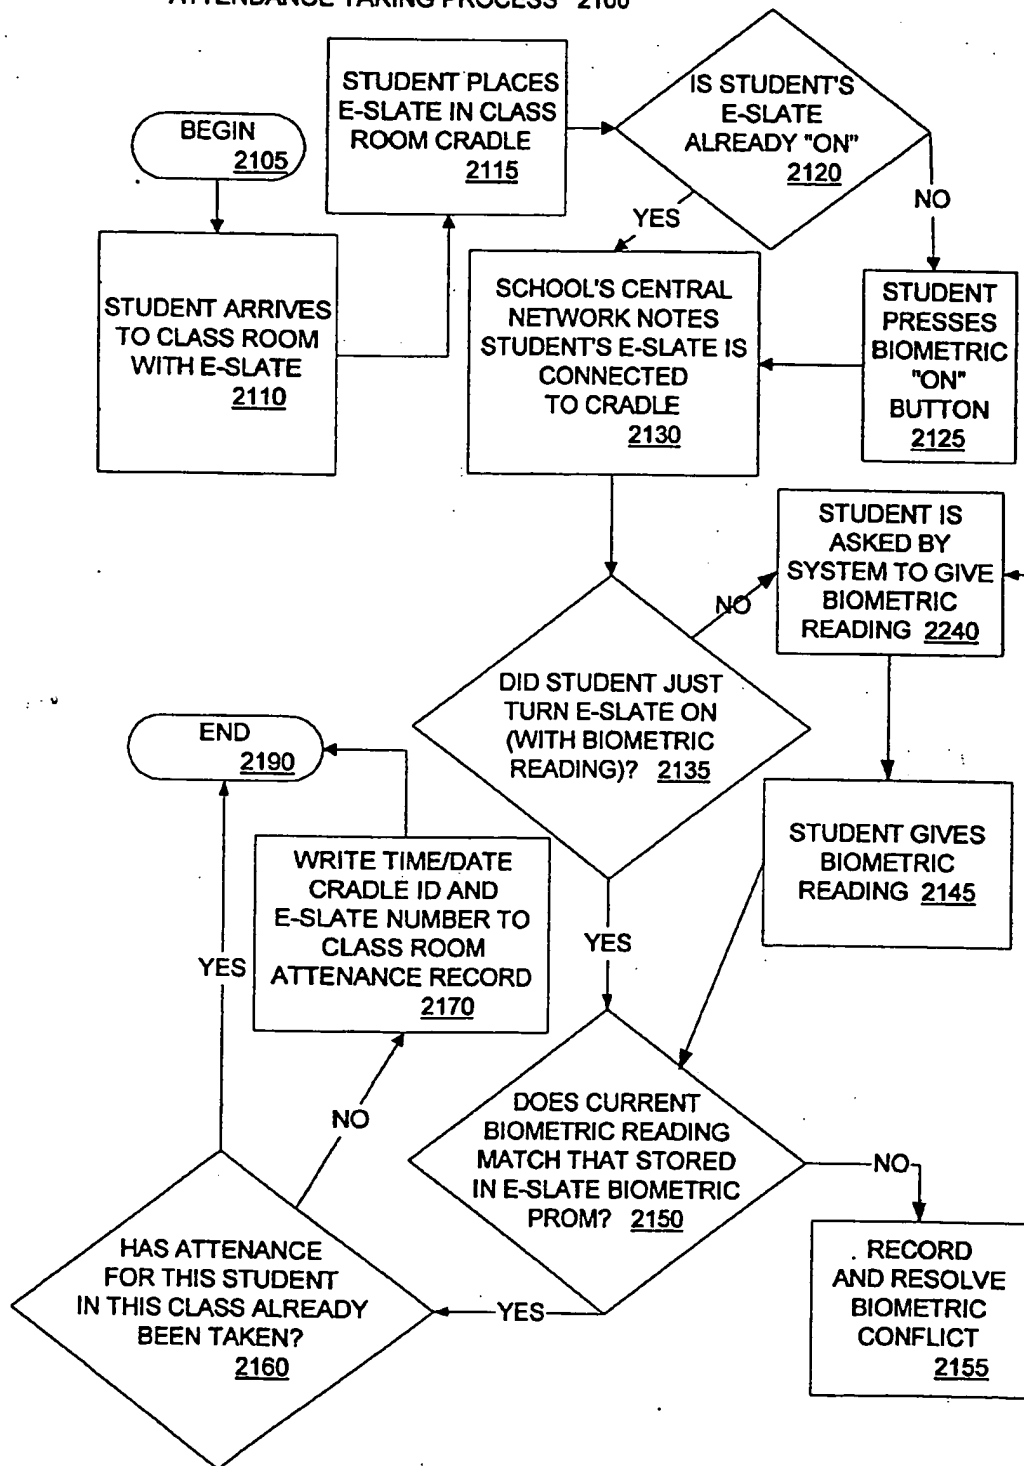 ATTENDANCE TAKING PROCESS 2100
BEGIN
2105
STUDENT ARRIVES
TO CLASS ROOM
WITH E-SLATE
2110
STUDENT PLACES
E-SLATE IN CLASS
ROOM CRADLE
2115
IS STUDENT'S
E-SLATE
ALREADY "ON"
2120
YES
NO
STUDENT
PRESSES
BIOMETRIC
"ON"
BUTTON
2125
SCHOOL'S CENTRAL
NETWORK NOTES
STUDENT'S E-SLATE IS
CONNECTED
TO CRADLE
2130
DID STUDENT JUST
TURN E-SLATE ON
(WITH BIOMETRIC
READING)? 2135
NO
STUDENT IS
ASKED BY
SYSTEM TO GIVE
BIOMETRIC
READING 2240
STUDENT GIVES
BIOMETRIC
READING 2145
YES
DOES CURRENT
BIOMETRIC READING
MATCH THAT STORED
IN E-SLATE BIOMETRIC
PROM? 2150
NO
RECORD
AND RESOLVE
BIOMETRIC
CONFLICT
2155
YES
HAS ATTENANCE
FOR THIS STUDENT
IN THIS CLASS ALREADY
BEEN TAKEN?
2160
NO
WRITE TIME/DATE
CRADLE ID AND
E-SLATE NUMBER TO
CLASS ROOM
ATTENANCE RECORD
2170
YES
END
2190